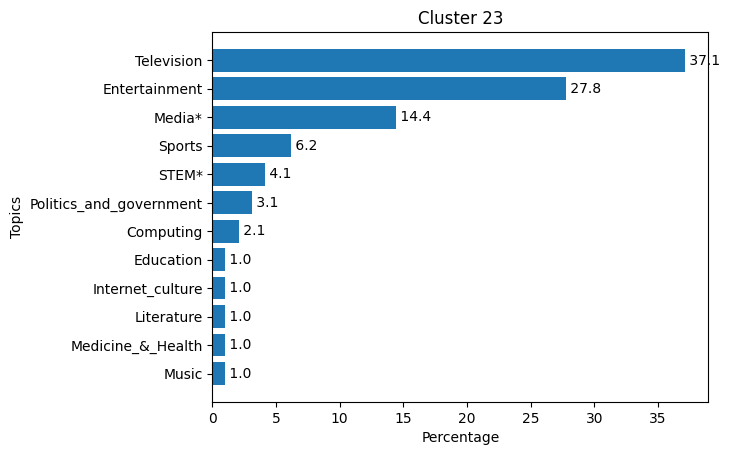 Cluster 23
Topics
Television 37.1
Entertainment 27.8
Media* 14.4
Sports 6.2
STEM* 4.1
Politics_and_government 3.1
Computing 2.1
Education 1.0
Internet_culture 1.0
Literature 1.0
Medicine_&_Health 1.0
Music 1.0
0 5 10 15 20 25 30 35
Percentage